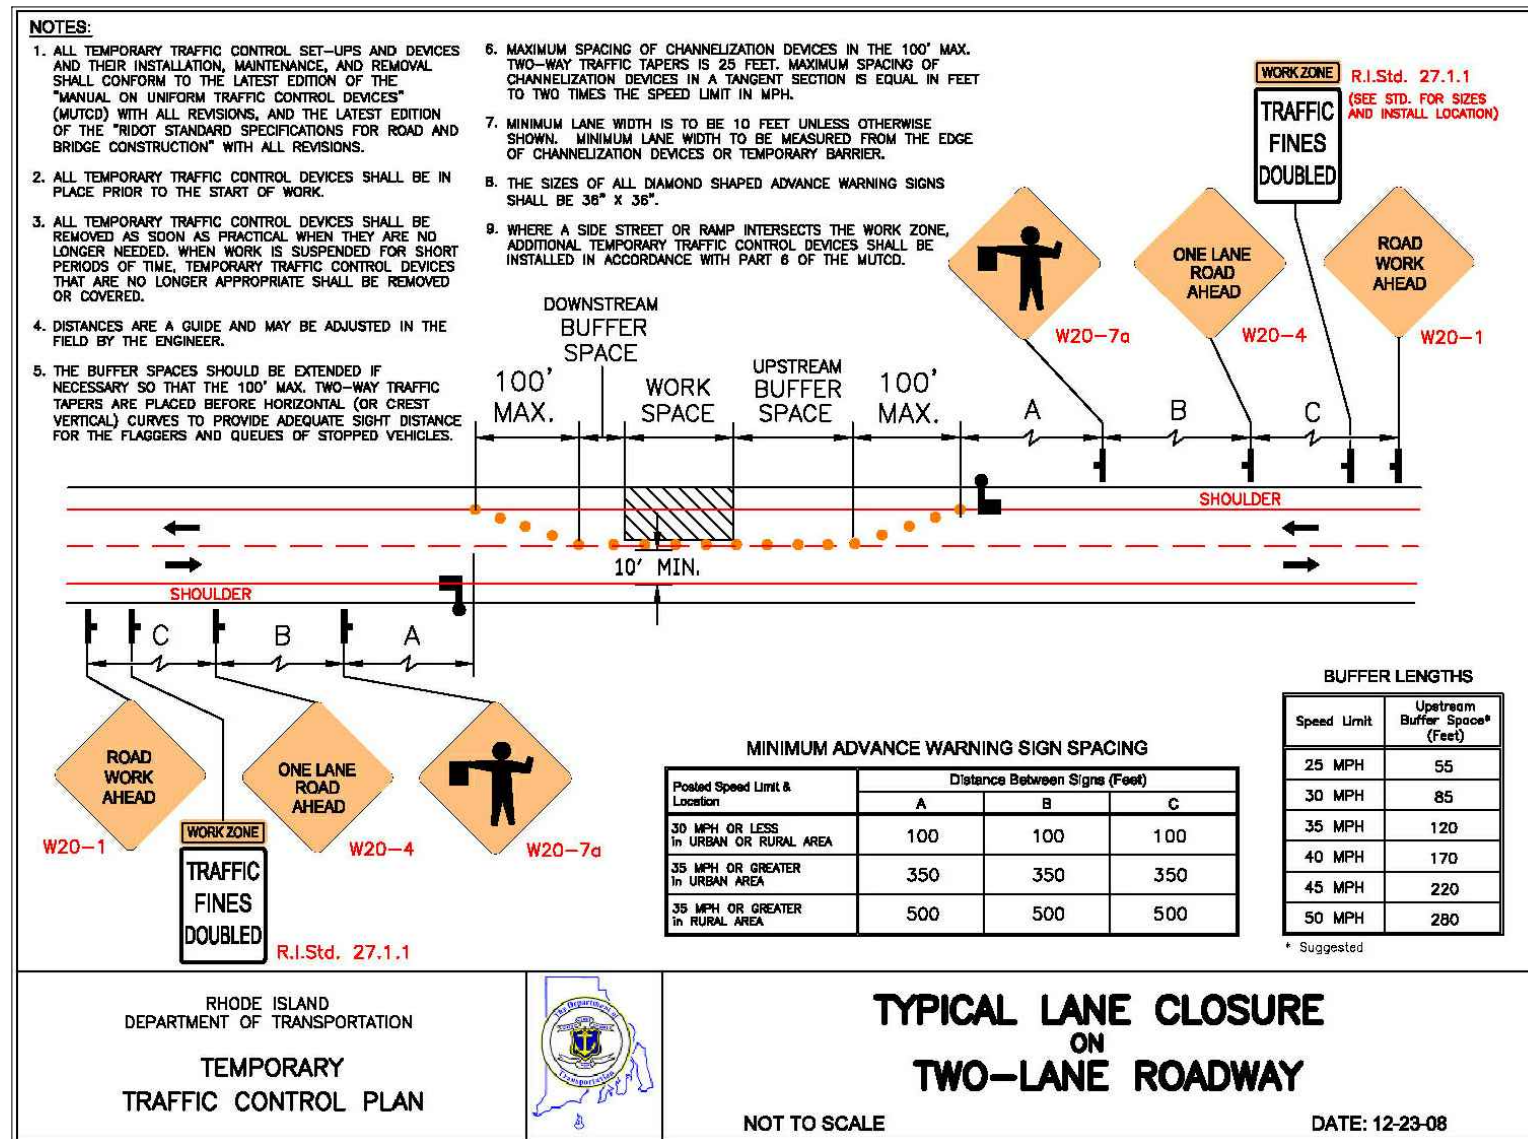 NOTES:
1. ALL TEMPORARY TRAFFIC CONTROL SET-UPS AND DEVICES
AND THEIR INSTALLATION, MAINTENANCE, AND REMOVAL
SHALL CONFORM TO THE LATEST EDITION OF THE
"MANUAL ON UNIFORM TRAFFIC CONTROL DEVICES"
(MUTCD) WITH ALL REVISIONS, AND THE LATEST EDITION
OF THE "RIDOT STANDARD SPECIFICATIONS FOR ROAD AND
BRIDGE CONSTRUCTION" WITH ALL REVISIONS.
2. ALL TEMPORARY TRAFFIC CONTROL DEVICES SHALL BE IN
PLACE PRIOR TO THE START OF WORK.
3. ALL TEMPORARY TRAFFIC CONTROL DEVICES SHALL BE
REMOVED AS SOON AS PRACTICAL WHEN THEY ARE NO
LONGER NEEDED. WHEN WORK IS SUSPENDED FOR SHORT
PERIODS OF TIME, TEMPORARY TRAFFIC CONTROL DEVICES
THAT ARE NO LONGER APPROPRIATE SHALL BE REMOVED
OR COVERED.
4. DISTANCES ARE A GUIDE AND MAY BE ADJUSTED IN THE
FIELD BY THE ENGINEER.
5. THE BUFFER SPACES SHOULD BE EXTENDED IF
NECESSARY SO THAT THE 100' MAX. TWO-WAY TRAFFIC
TAPERS ARE PLACED BEFORE HORIZONTAL (OR CREST
VERTICAL) CURVES TO PROVIDE ADEQUATE SIGHT DISTANCE
FOR THE FLAGGERS AND QUEUES OF STOPPED VEHICLES.
6. MAXIMUM SPACING OF CHANNELIZATION DEVICES IN THE 100' MAX.
TWO-WAY TRAFFIC TAPERS IS 25 FEET. MAXIMUM SPACING OF
CHANNELIZATION DEVICES IN A TANGENT SECTION IS EQUAL IN FEET
TO TWO TIMES THE SPEED LIMIT IN MPH.
7. MINIMUM LANE WIDTH IS TO BE 10 FEET UNLESS OTHERWISE
SHOWN. MINIMUM LANE WIDTH TO BE MEASURED FROM THE EDGE
OF CHANNELIZATION DEVICES OR TEMPORARY BARRIER.
8. THE SIZES OF ALL DIAMOND SHAPED ADVANCE WARNING SIGNS
SHALL BE 36" X 36".
9. WHERE A SIDE STREET OR RAMP INTERSECTS THE WORK ZONE,
ADDITIONAL TEMPORARY TRAFFIC CONTROL DEVICES SHALL BE
INSTALLED IN ACCORDANCE WITH PART 6 OF THE MUTCD.
WORK ZONE
TRAFFIC
FINES
DOUBLED
R.I.Std. 27.1.1
(SEE STD. FOR SIZES
AND INSTALL LOCATION)
W20-7a
ONE LANE
ROAD
AHEAD
W20-4
ROAD
WORK
AHEAD
W20-1
100'
MAX.
DOWNSTREAM
BUFFER
SPACE
WORK
SPACE
UPSTREAM
BUFFER
SPACE
100'
MAX.
A
B
C
SHOULDER
10' MIN.
SHOULDER
C
B
A
ROAD
WORK
AHEAD
W20-1
WORK ZONE
TRAFFIC
FINES
DOUBLED
R.I.Std. 27.1.1
ONE LANE
ROAD
AHEAD
W20-4
W20-7a
MINIMUM ADVANCE WARNING SIGN SPACING
Posted Speed Limit &
Location
Distance Between Signs (Feet)
A B C
30 MPH OR LESS
in URBAN OR RURAL AREA
100 100 100
35 MPH OR GREATER
in URBAN AREA
350 350 350
35 MPH OR GREATER
in RURAL AREA
500 500 500
BUFFER LENGTHS
Speed Limit
Upstream
Buffer Space*
(Feet)
25 MPH 55
30 MPH 85
35 MPH 120
40 MPH 170
45 MPH 220
50 MPH 280
* Suggested
RHODE ISLAND
DEPARTMENT OF TRANSPORTATION
TEMPORARY
TRAFFIC CONTROL PLAN
The Department of
Transportation
TYPICAL LANE CLOSURE
ON
TWO-LANE ROADWAY
NOT TO SCALE
DATE: 12-23-08